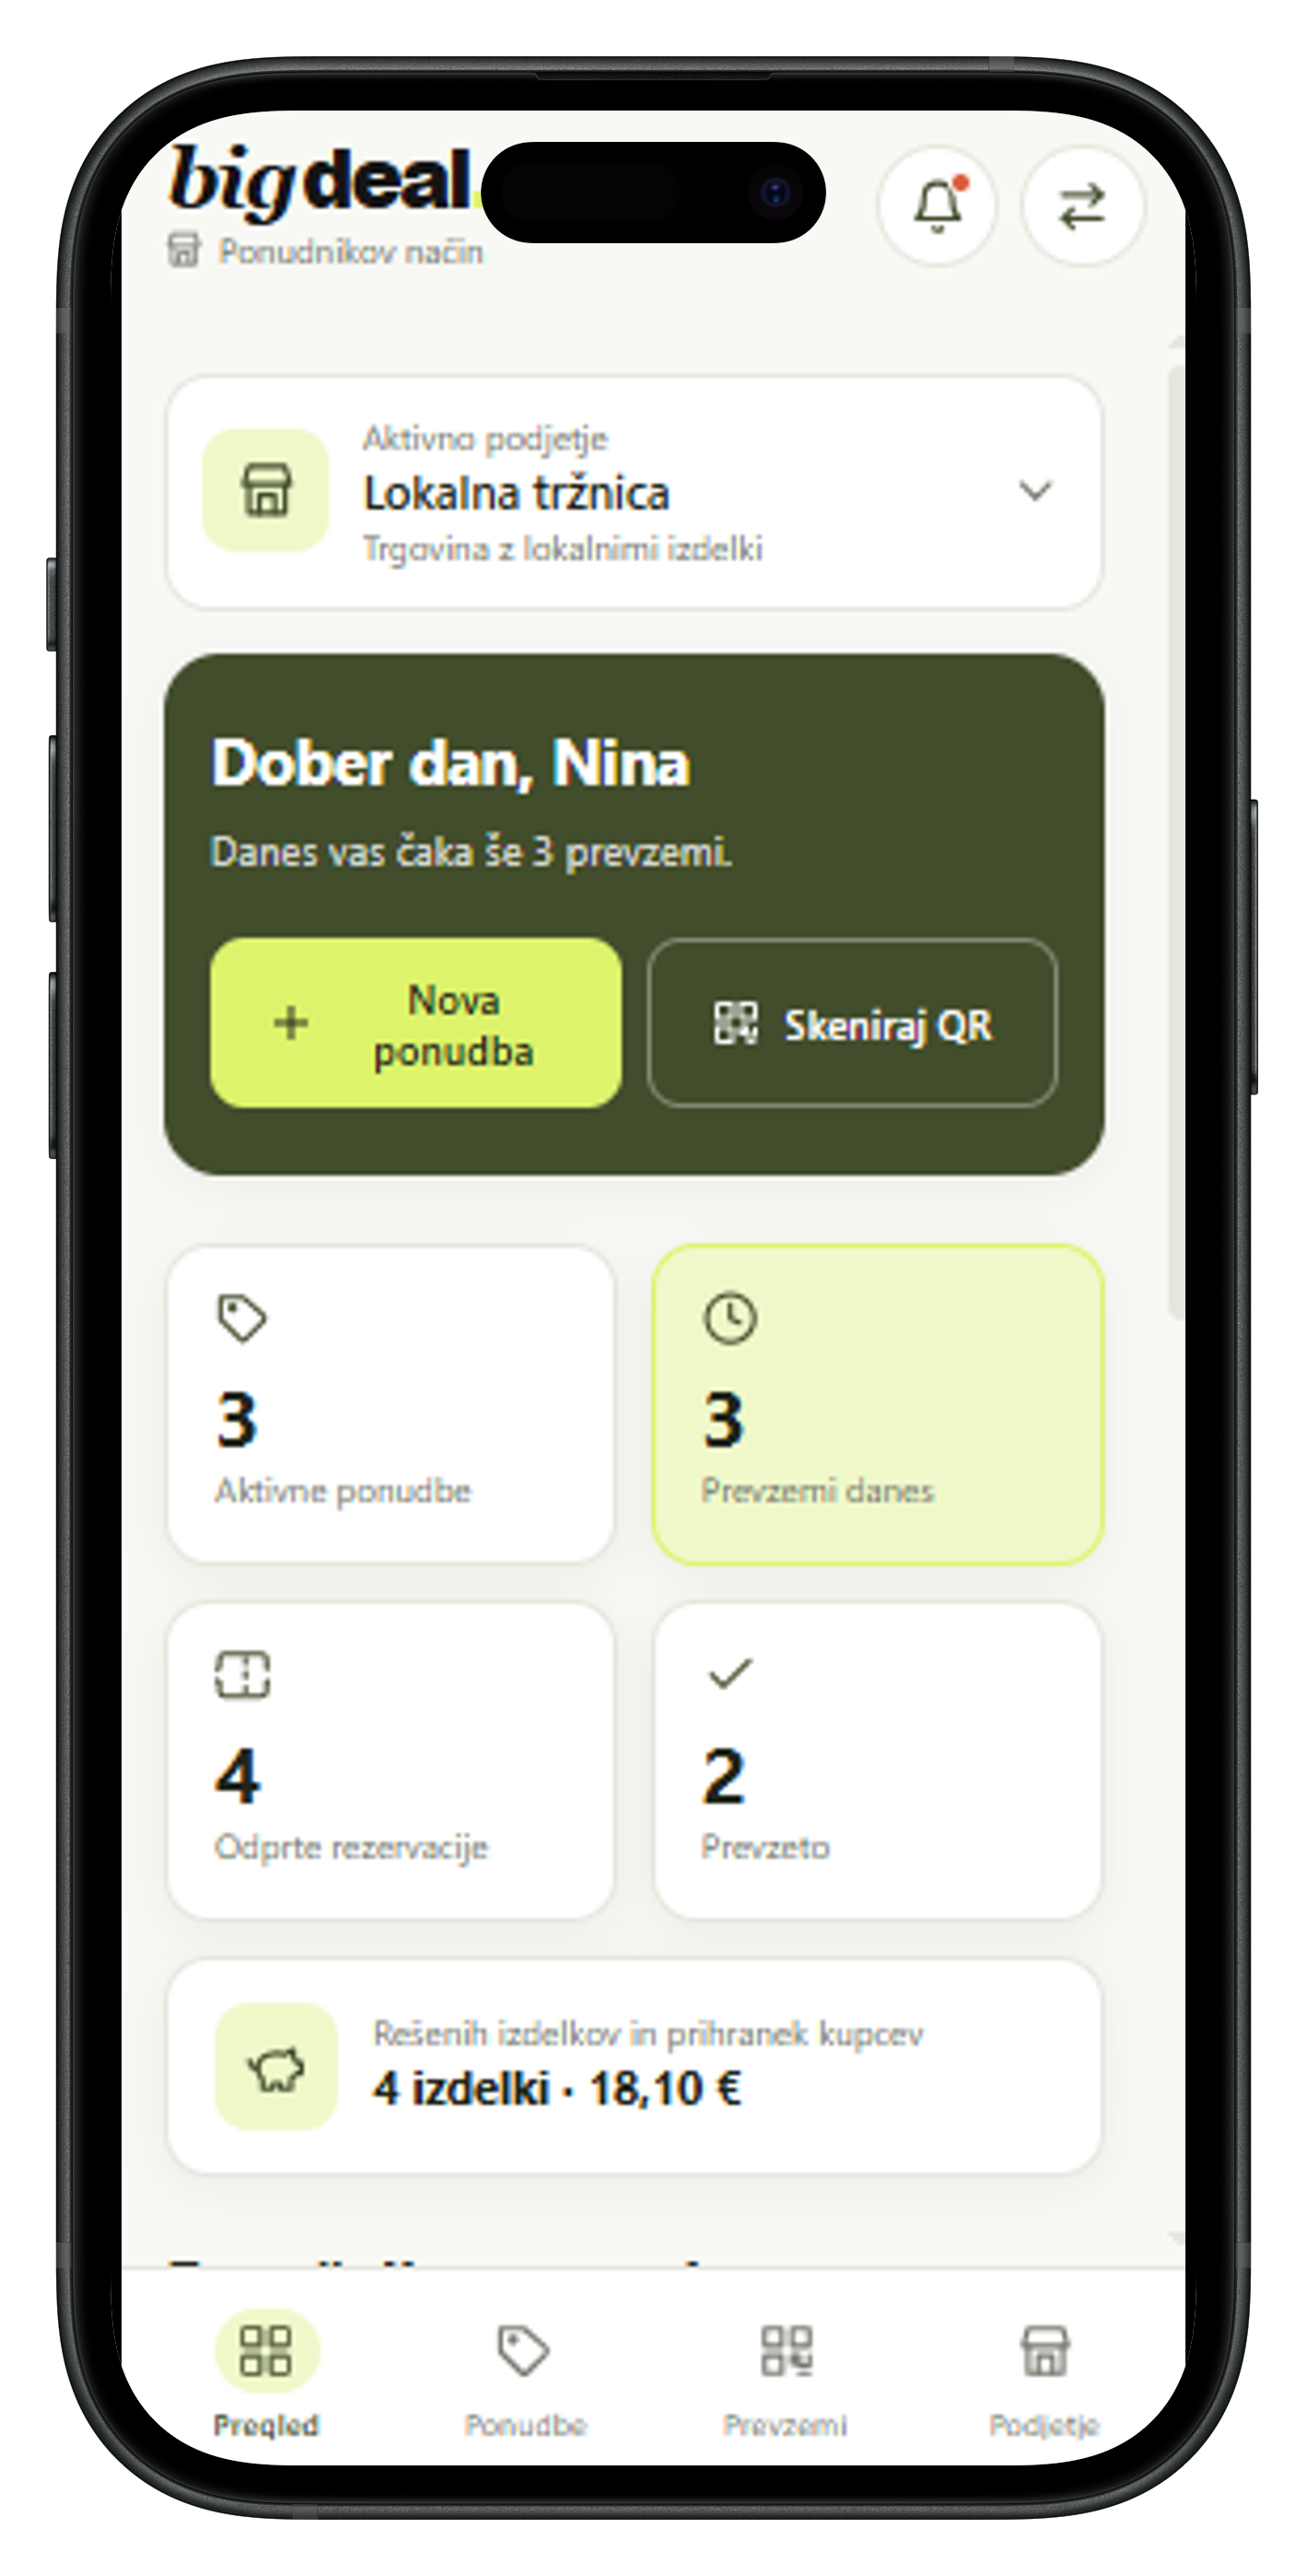 bigdeal.
Ponudnikov način
Aktivno podjetje
Lokalna tržnica
Trgovina z lokalnimi izdelki
Dober dan, Nina
Danes vas čaka še 3 prevzemi.
Nova
ponudba
Skeniraj QR
3
Aktivne ponudbe
3
Prevzemi danes
4
Odprte rezervacije
2
Prevzeto
Rešenih izdelkov in prihranek kupcev
4 izdelki · 18,10 €
Pregled
Ponudbe
Prevzemi
Podjetje